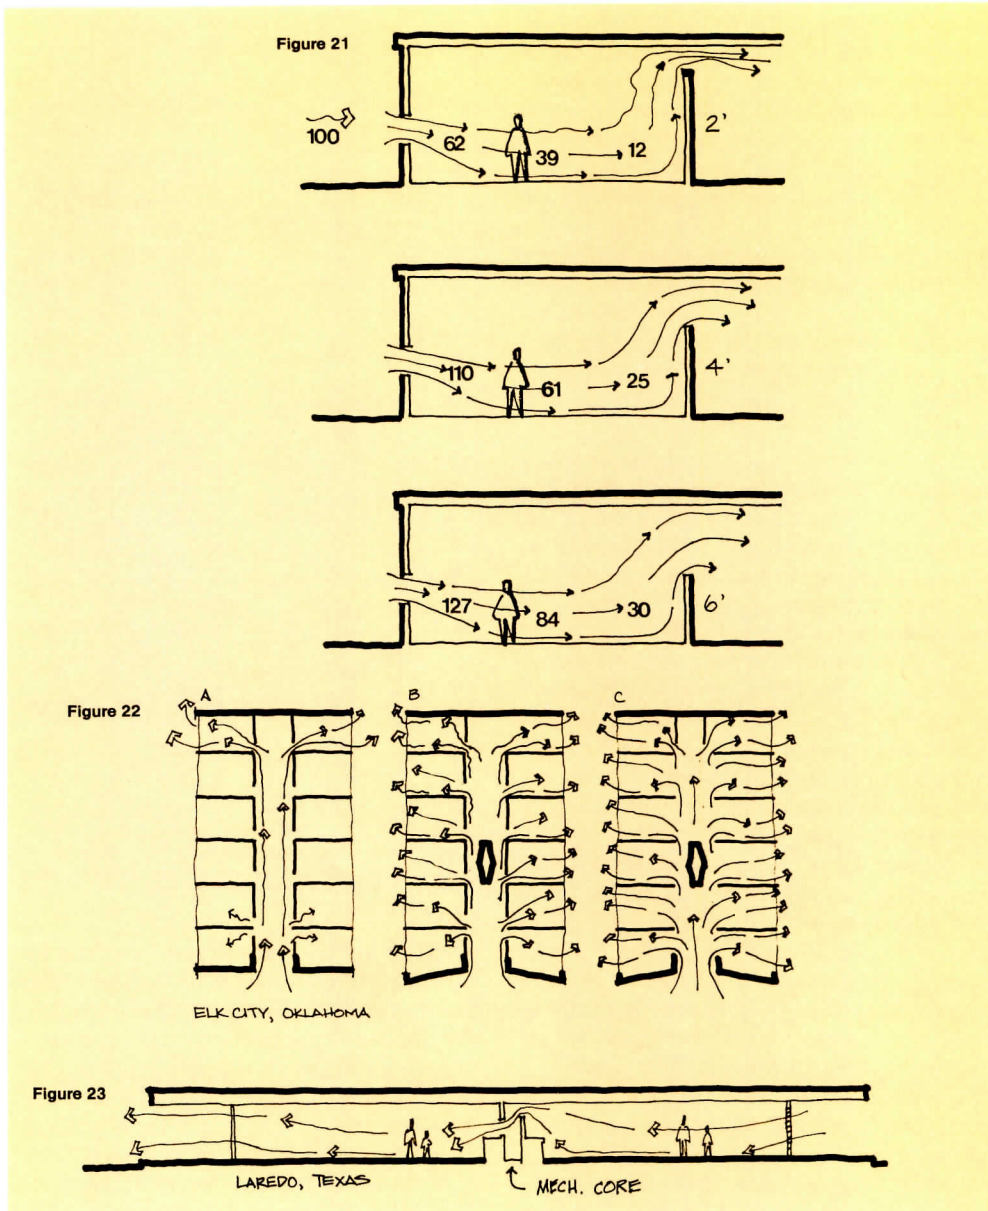 Figure 21
100
62
39
12
2'
110
61
25
4'
127
84
30
6'
Figure 22
A
B
C
ELK CITY, OKLAHOMA
Figure 23
LAREDO, TEXAS
MECH. CORE